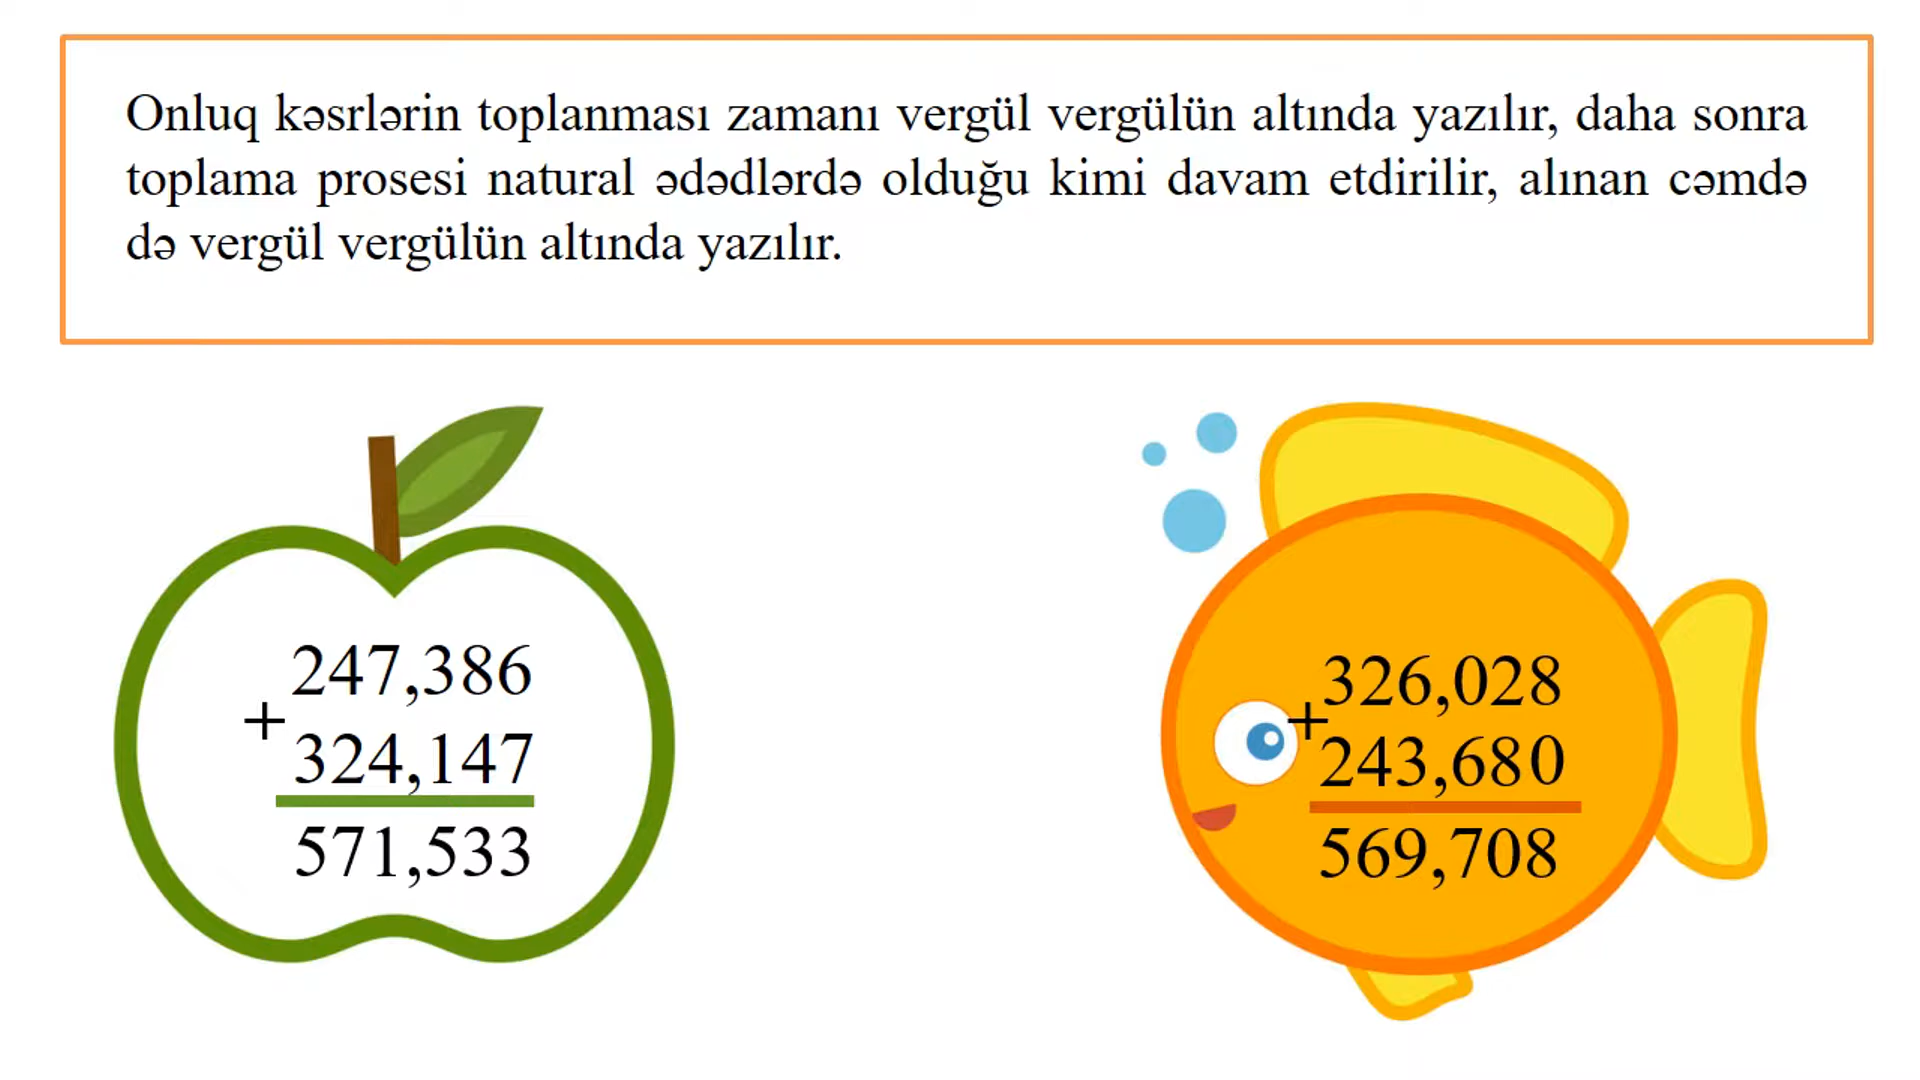 Onluq kəsrlərin toplanması zamanı vergül vergülün altında yazılır, daha sonra
toplama prosesi natural ədədlərdə olduğu kimi davam etdirilir, alınan cəmdə
də vergül vergülün altında yazılır.
247,386
+
324,147
571,533
326,028
+
243,680
569,708